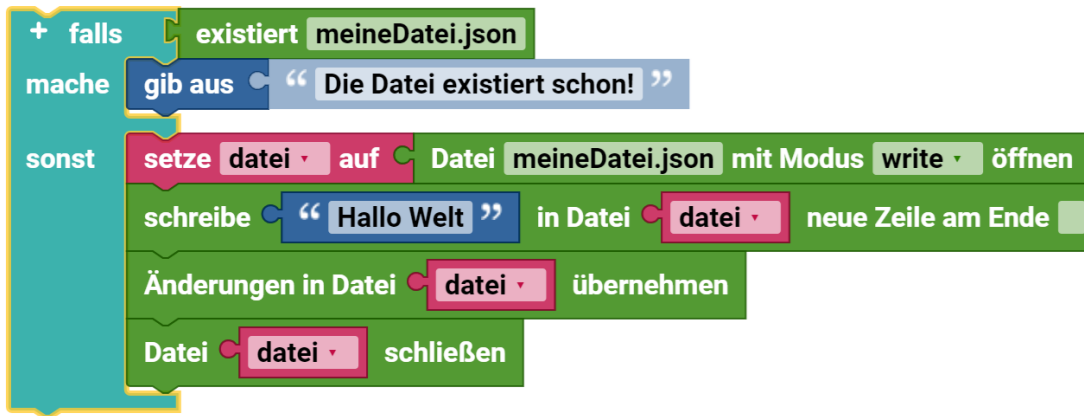 + falls existiert meineDatei.json
mache gib aus “ Die Datei existiert schon! ”
sonst setze datei ▾ auf Datei meineDatei.json mit Modus write ▾ öffnen
schreibe “ Hallo Welt ” in Datei datei ▾ neue Zeile am Ende
Änderungen in Datei datei ▾ übernehmen
Datei datei ▾ schließen